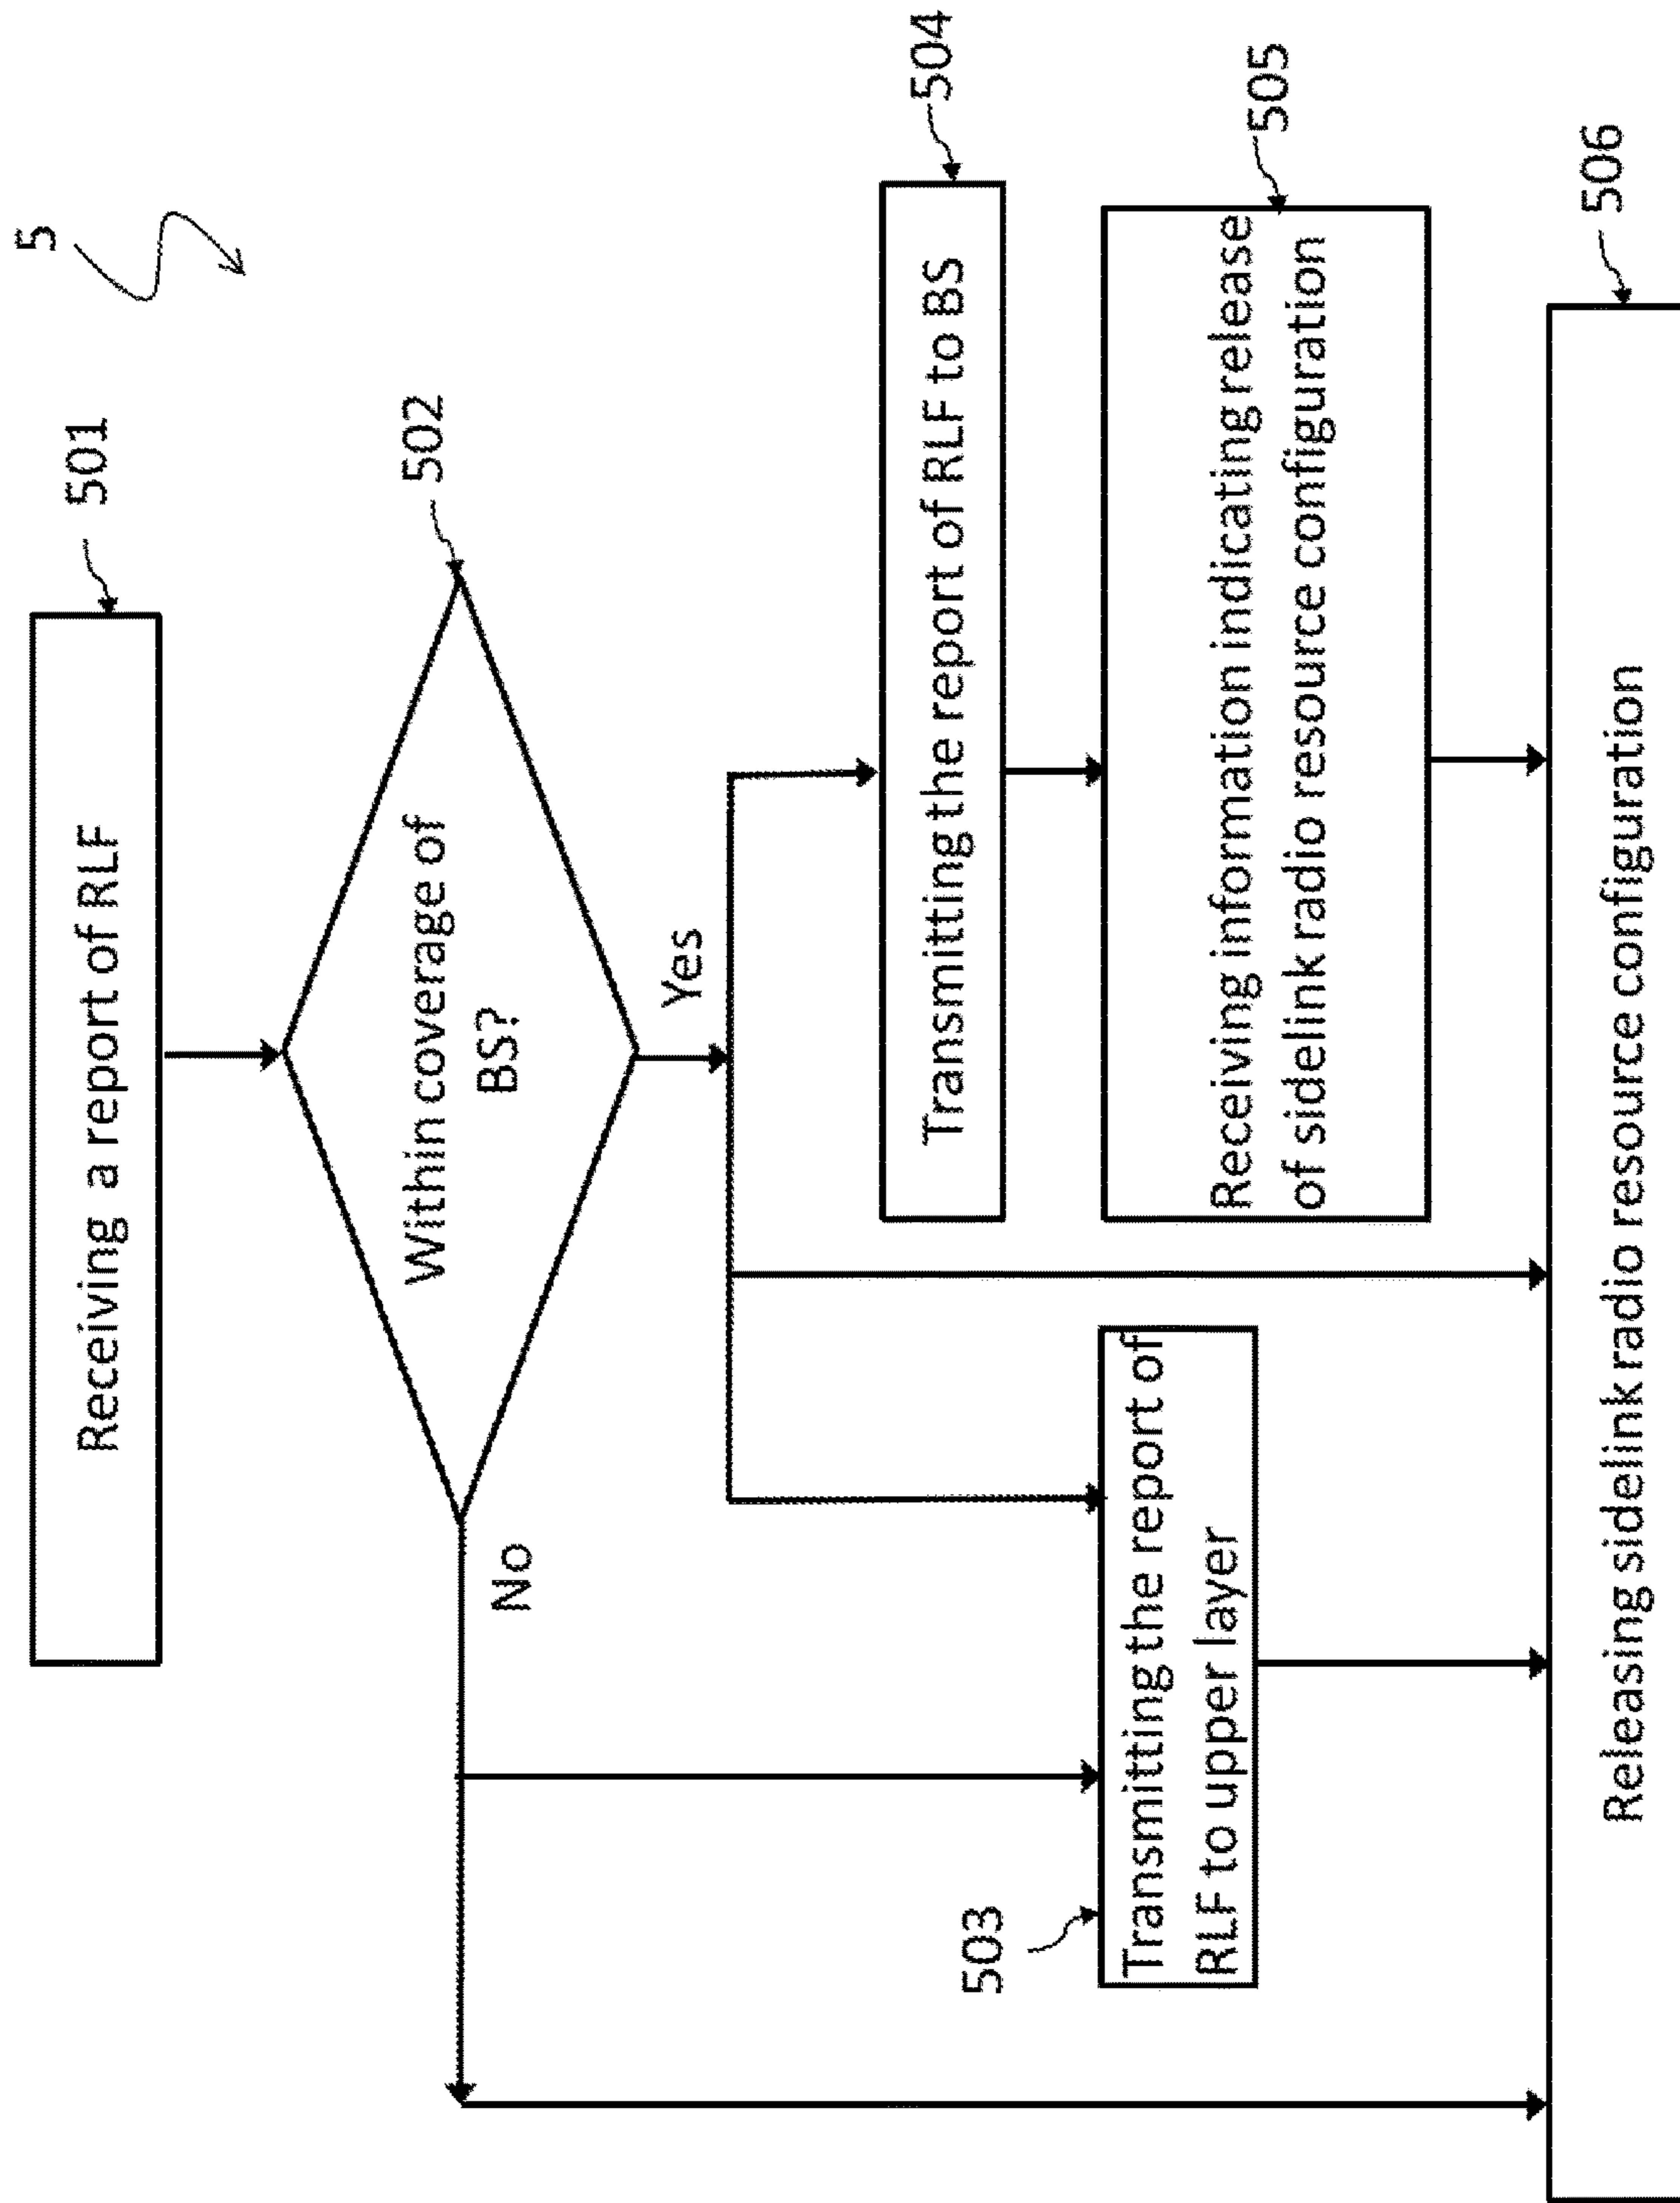 5
Receiving a report of RLF
501
Within coverage of
BS?
502
No
Yes
503
Transmitting the report of
RLF to upper layer
Transmitting the report of RLF to BS
504
Receiving information indicating release
of sidelink radio resource configuration
505
Releasing sidelink radio resource configuration
506